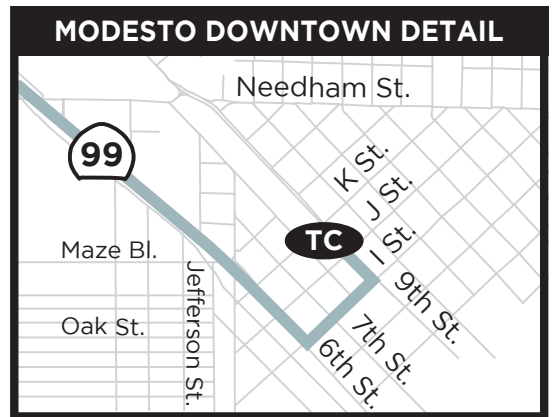 MODESTO DOWNTOWN DETAIL
Needham St.
99
K St.
J St.
TC
I St.
Maze Bl.
Jefferson St.
9th St.
Oak St.
7th St.
6th St.